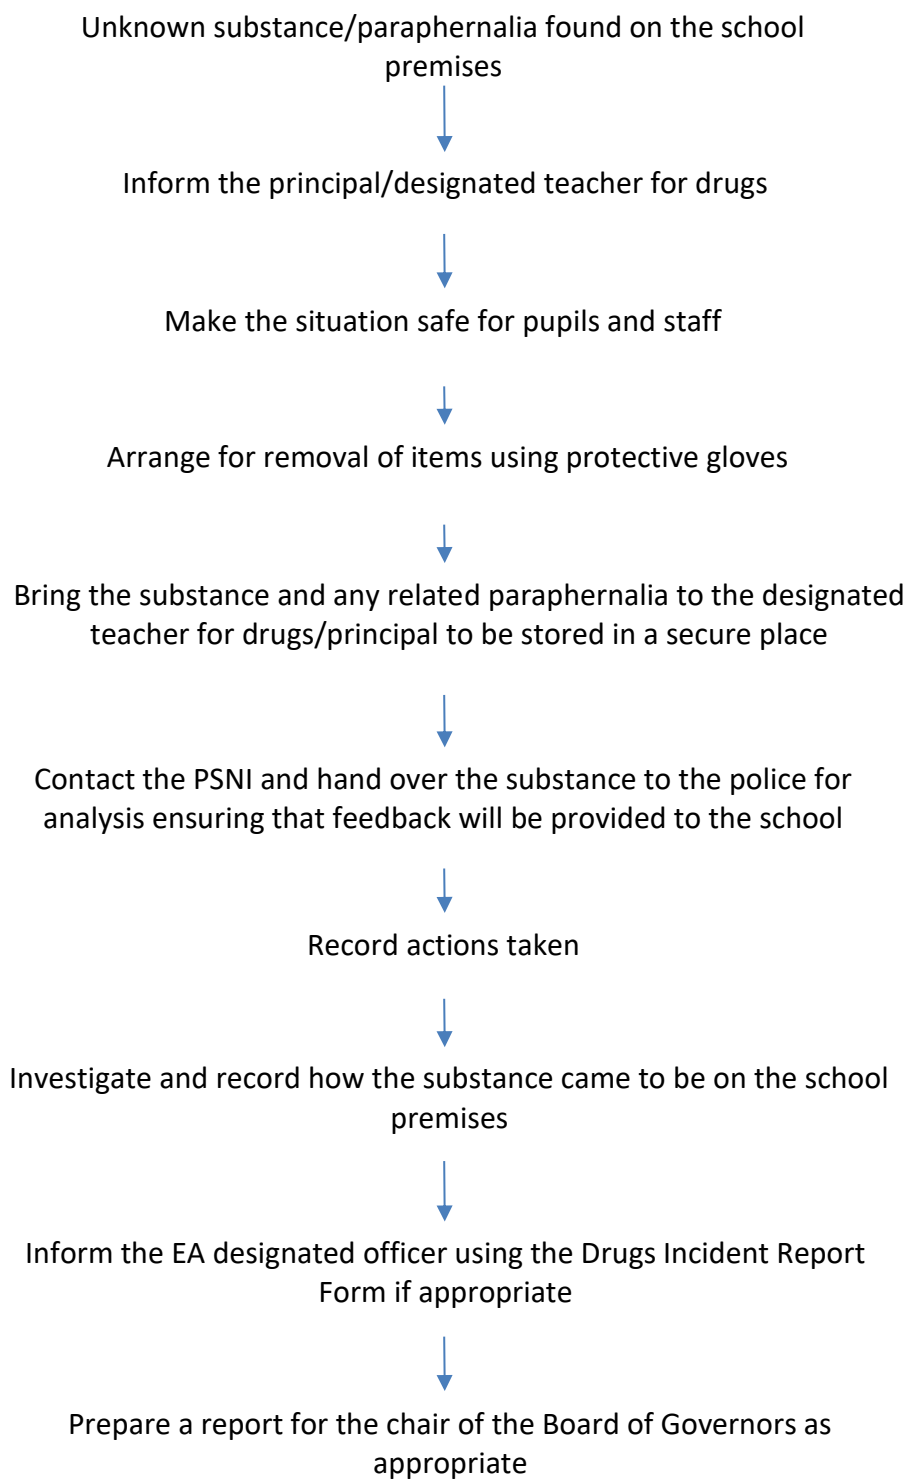 Unknown substance/paraphernalia found on the school
premises
Inform the principal/designated teacher for drugs
Make the situation safe for pupils and staff
Arrange for removal of items using protective gloves
Bring the substance and any related paraphernalia to the designated
teacher for drugs/principal to be stored in a secure place
Contact the PSNI and hand over the substance to the police for
analysis ensuring that feedback will be provided to the school
Record actions taken
Investigate and record how the substance came to be on the school
premises
Inform the EA designated officer using the Drugs Incident Report
Form if appropriate
Prepare a report for the chair of the Board of Governors as
appropriate